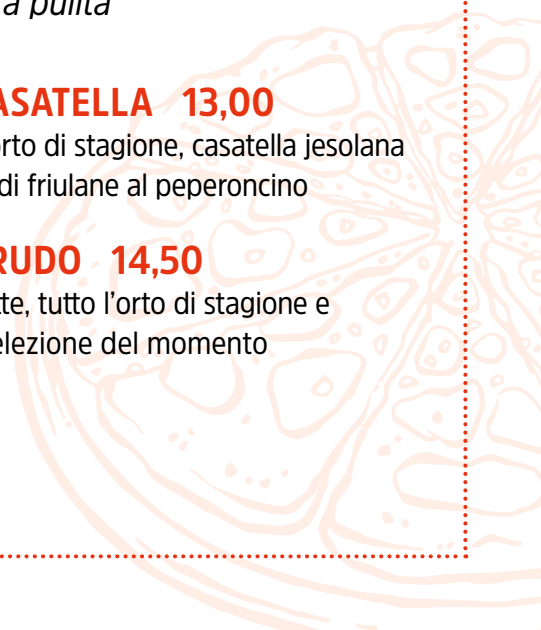 a pulita
ASATELLA 13,00
orto di stagione, casatella jesolana
di friulane al peperoncino
RUDO 14,50
tte, tutto l’orto di stagione e
elezione del momento